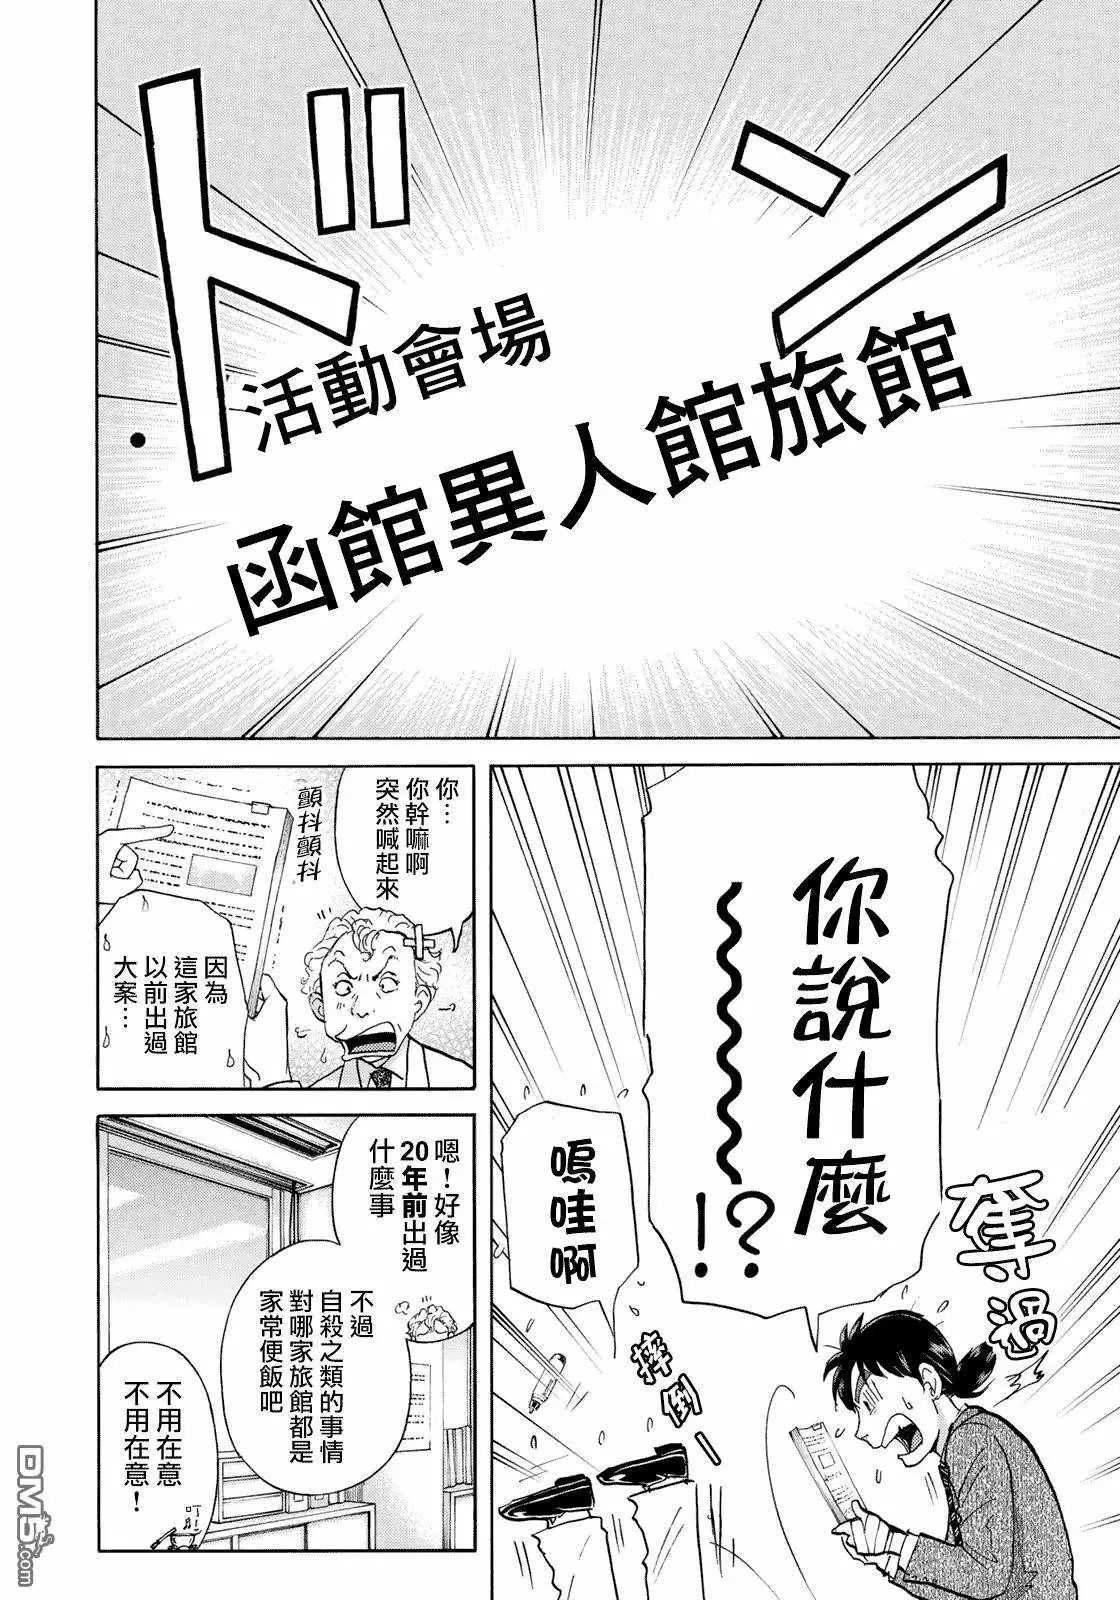 ドドーン
活動會場
函館異人館旅館
你說什麼
～～～!?
奪過
嗚哇啊
摔倒—
你…
你幹嘛啊
突然喊起來
顫抖顫抖
因為
這家旅館
以前出過
大案…
嗯！好像
20年前出過
什麼事
不過
自殺之類的事情
對哪家旅館都是
家常便飯吧
不用在意
不用在意！
DM5.com